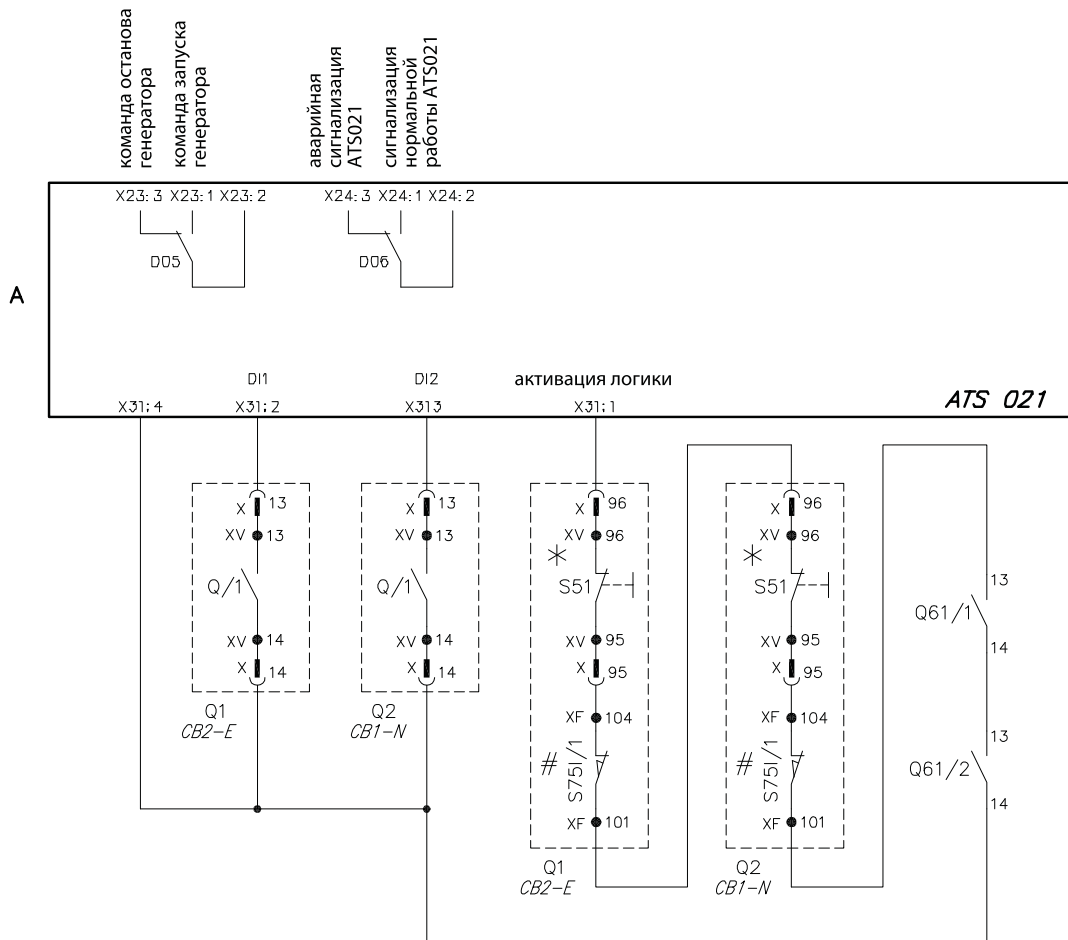 команда останова
генератора
команда запуска
генератора
аварийная
сигнализация
ATS021
сигнализация
нормальной
работы ATS021
X23:3 X23:1 X23:2
X24:3 X24:1 X24:2
DO5
DO6
A
DI1
DI2
активация логики
X31:4
X31:2
X313
X31:1
ATS 021
X 13
XV 13
Q/1
XV 14
X 14
Q1
CB2-E
X 13
XV 13
Q/1
XV 14
X 14
Q2
CB1-N
X 96
XV 96
*
S51
XV 95
X 95
XF 104
# S75I/1
XF 101
Q1
CB2-E
X 96
XV 96
*
S51
XV 95
X 95
XF 104
# S75I/1
XF 101
Q2
CB1-N
13
Q61/1
14
13
Q61/2
14